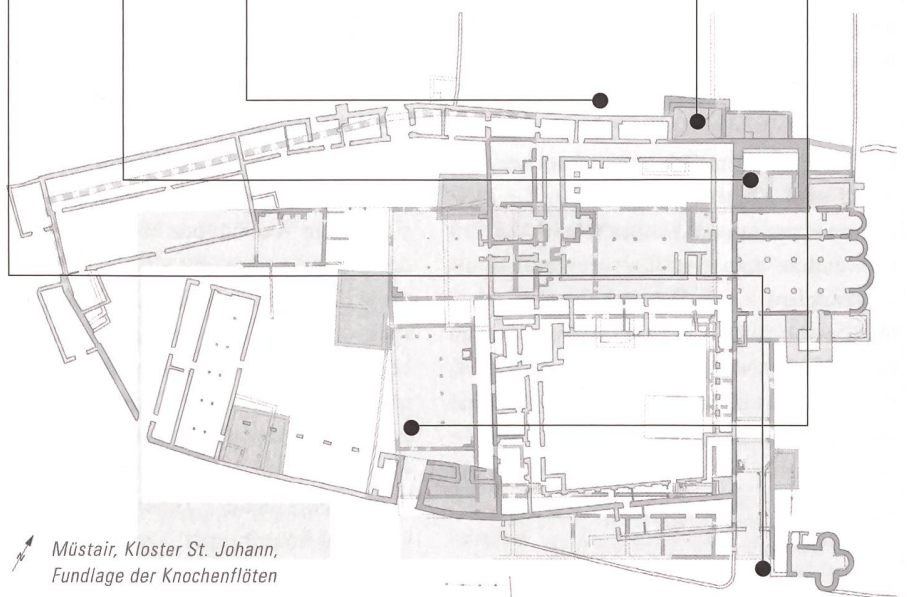 N
Müstair, Kloster St. Johann,
Fundlage der Knochenflöten